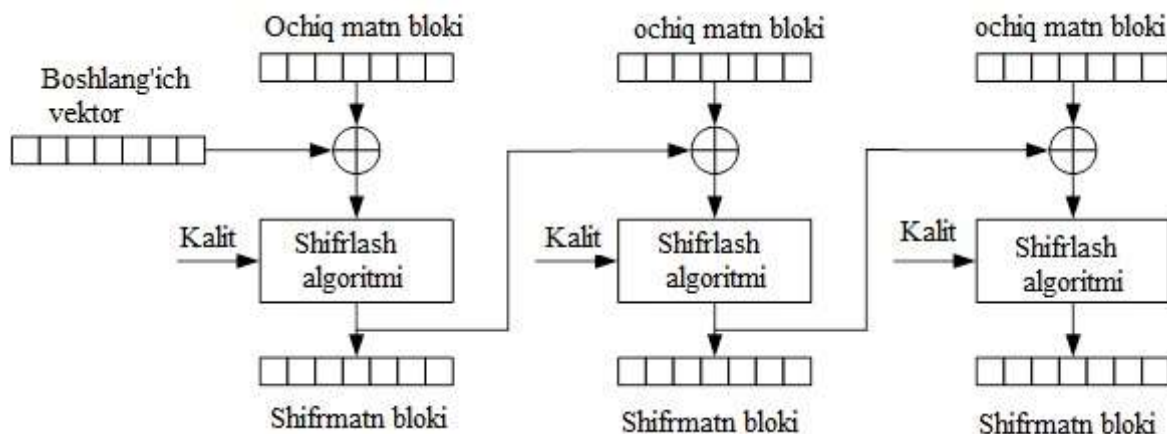 Ochiq matn bloki
ochiq matn bloki
ochiq matn bloki
Boshlang'ich
vektor
Kalit
Shifrlash
algoritmi
Kalit
Shifrlash
algoritmi
Kalit
Shifrlash
algoritmi
Shifrmatn bloki
Shifrmatn bloki
Shifrmatn bloki